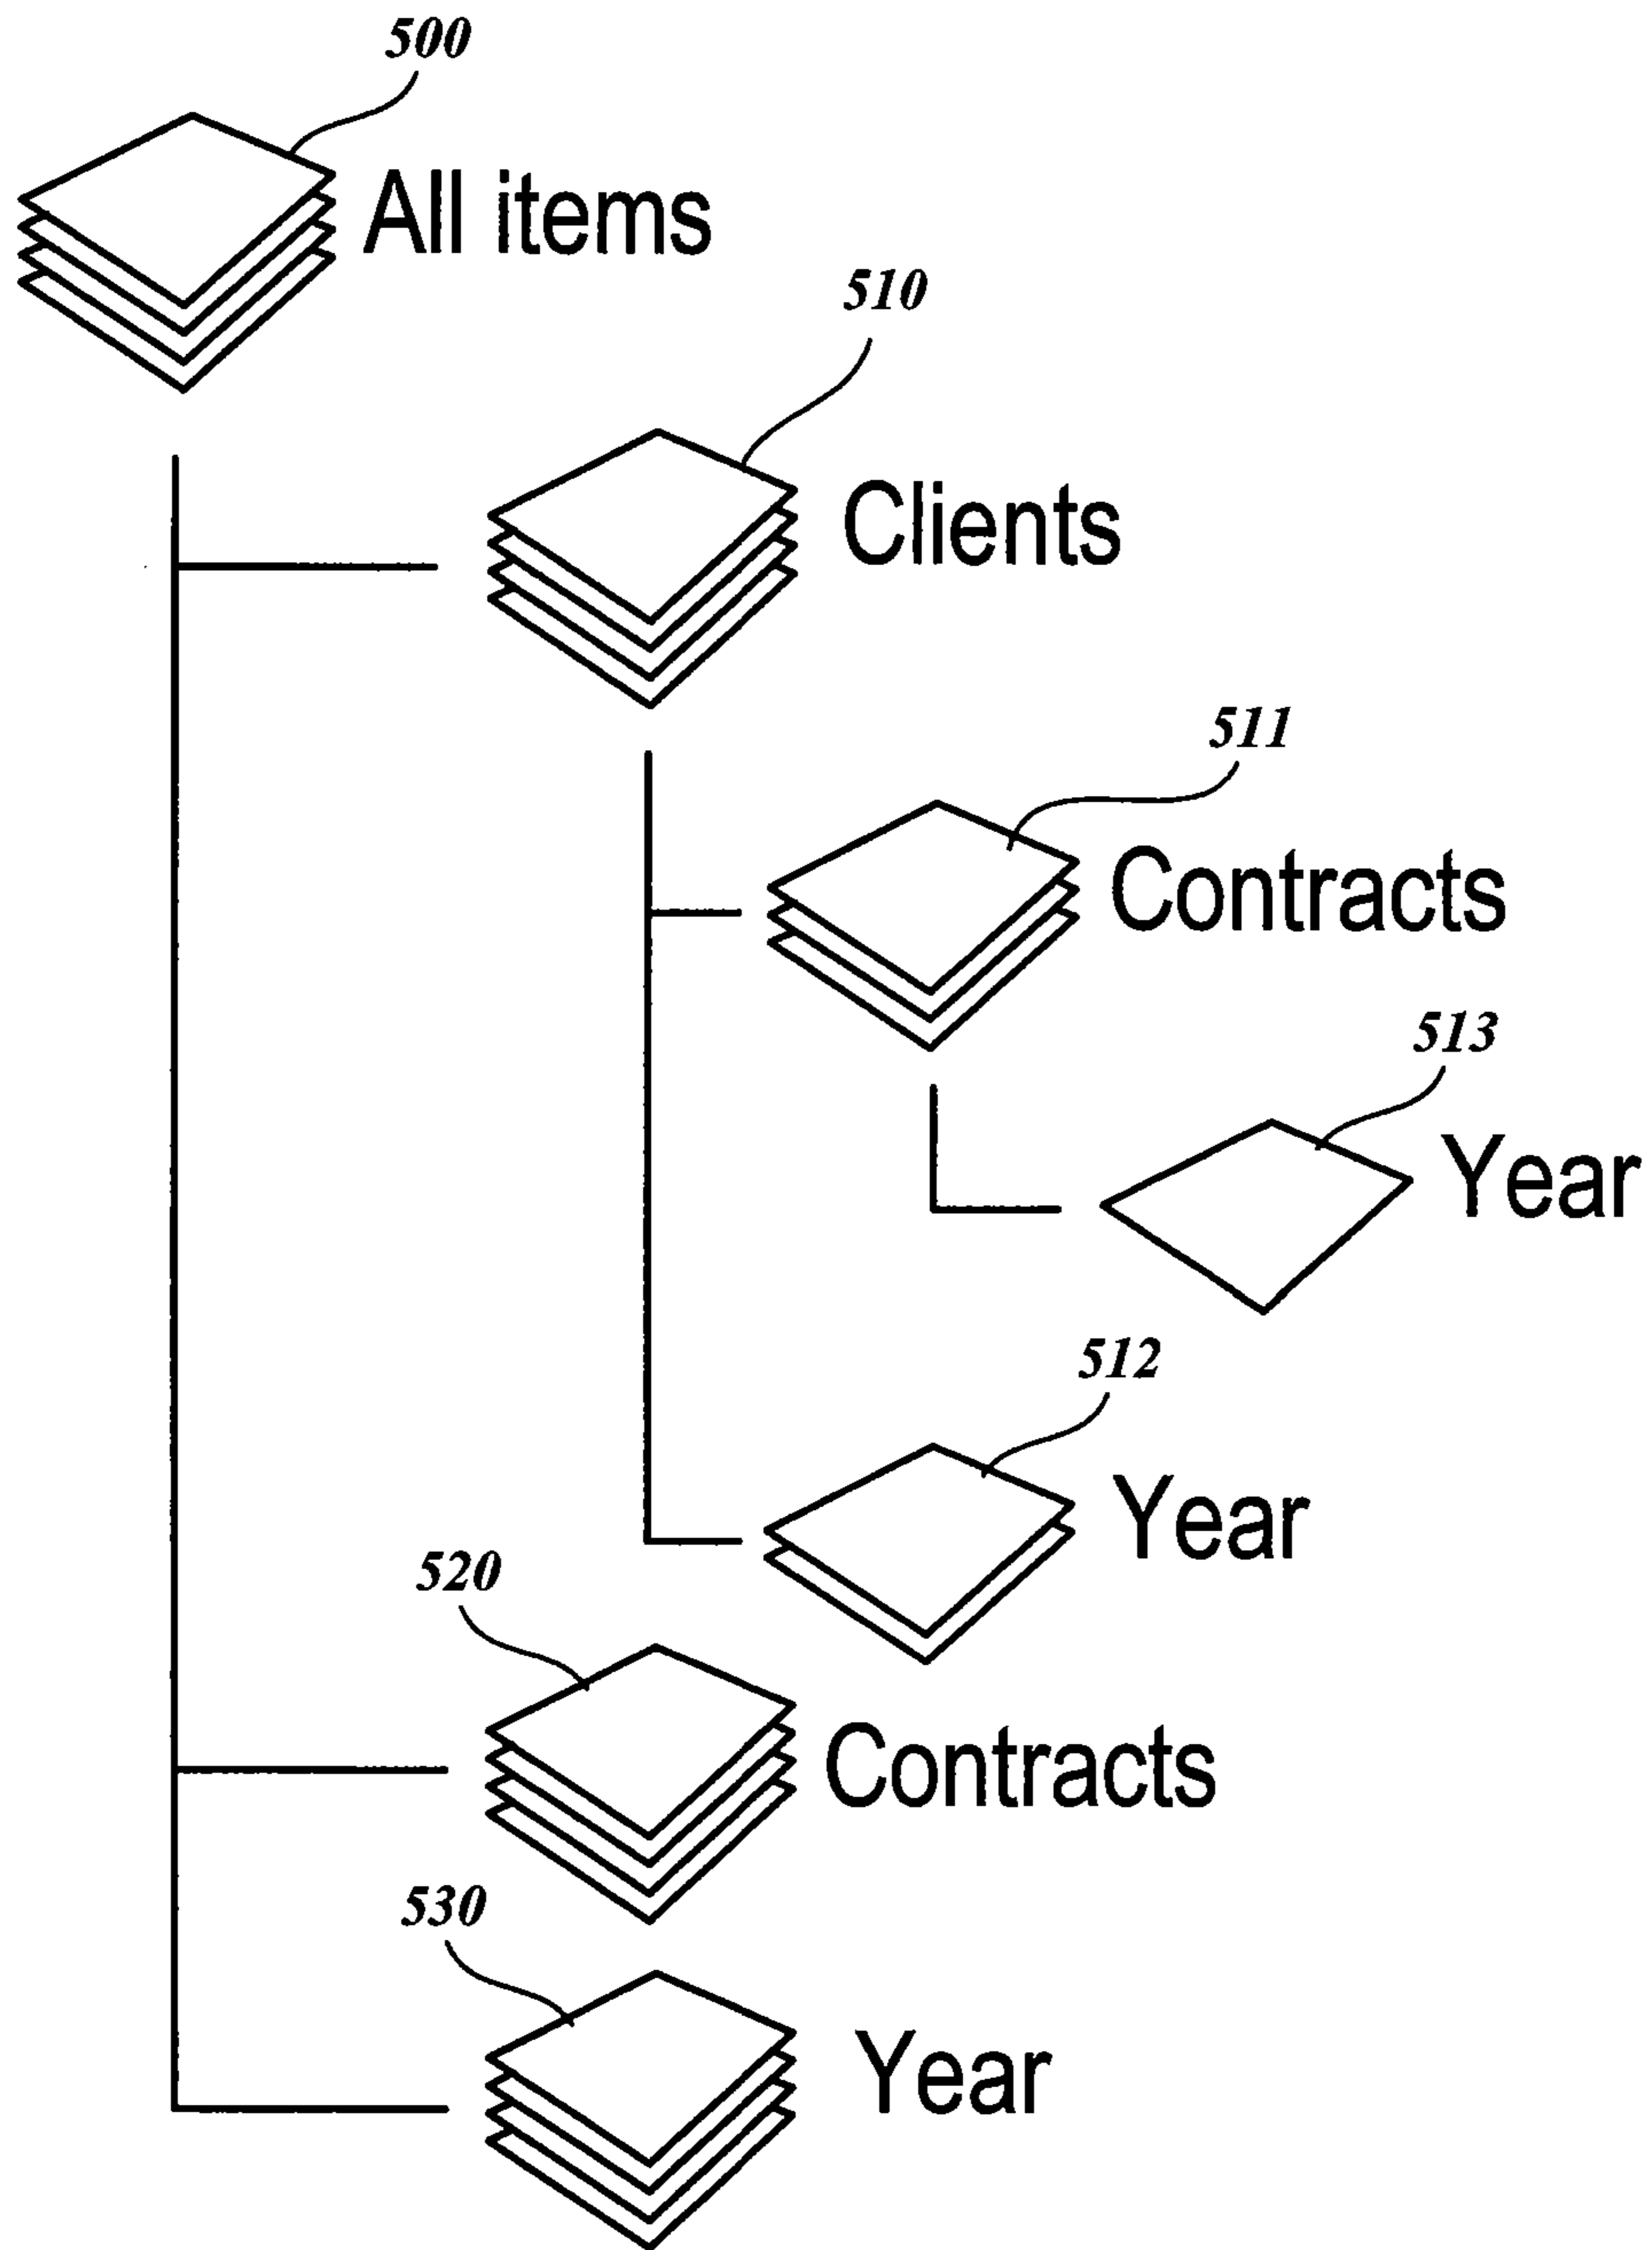 500
All items
510
Clients
511
Contracts
513
Year
512
Year
520
Contracts
530
Year